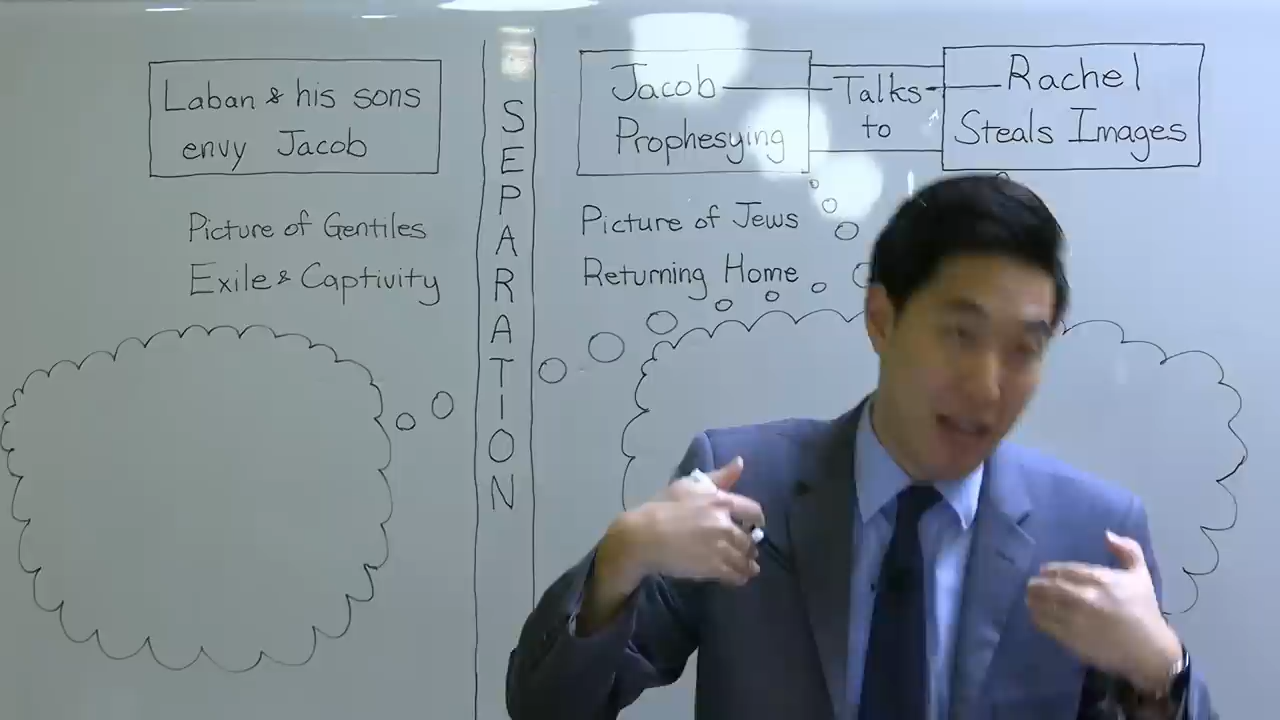 Laban & his sons
envy Jacob
Picture of Gentiles
Exile & Captivity
SEPARATION
Jacob
Prophesying
Talks
to
Rachel
Steals Images
Picture of Jews
Returning Home